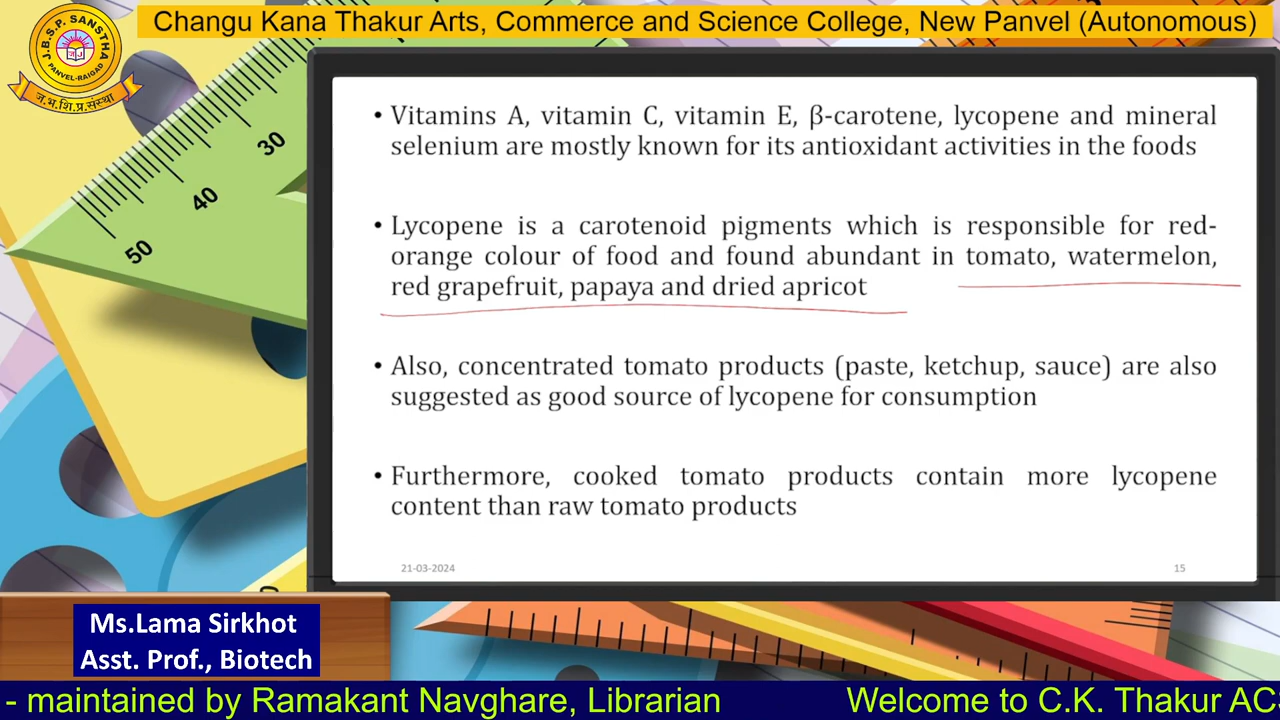 Changu Kana Thakur Arts, Commerce and Science College, New Panvel (Autonomous)
J.B.S.P. SANSTHA
PANVEL-RAIGAD
ज.भ.शि.प्र.संस्था
30
40
50
• Vitamins A, vitamin C, vitamin E, β-carotene, lycopene and mineral
selenium are mostly known for its antioxidant activities in the foods
• Lycopene is a carotenoid pigments which is responsible for red-
orange colour of food and found abundant in tomato, watermelon,
red grapefruit, papaya and dried apricot
• Also, concentrated tomato products (paste, ketchup, sauce) are also
suggested as good source of lycopene for consumption
• Furthermore, cooked tomato products contain more lycopene
content than raw tomato products
21-03-2024
15
Ms.Lama Sirkhot
Asst. Prof., Biotech
- maintained by Ramakant Navghare, Librarian
Welcome to C.K. Thakur AC